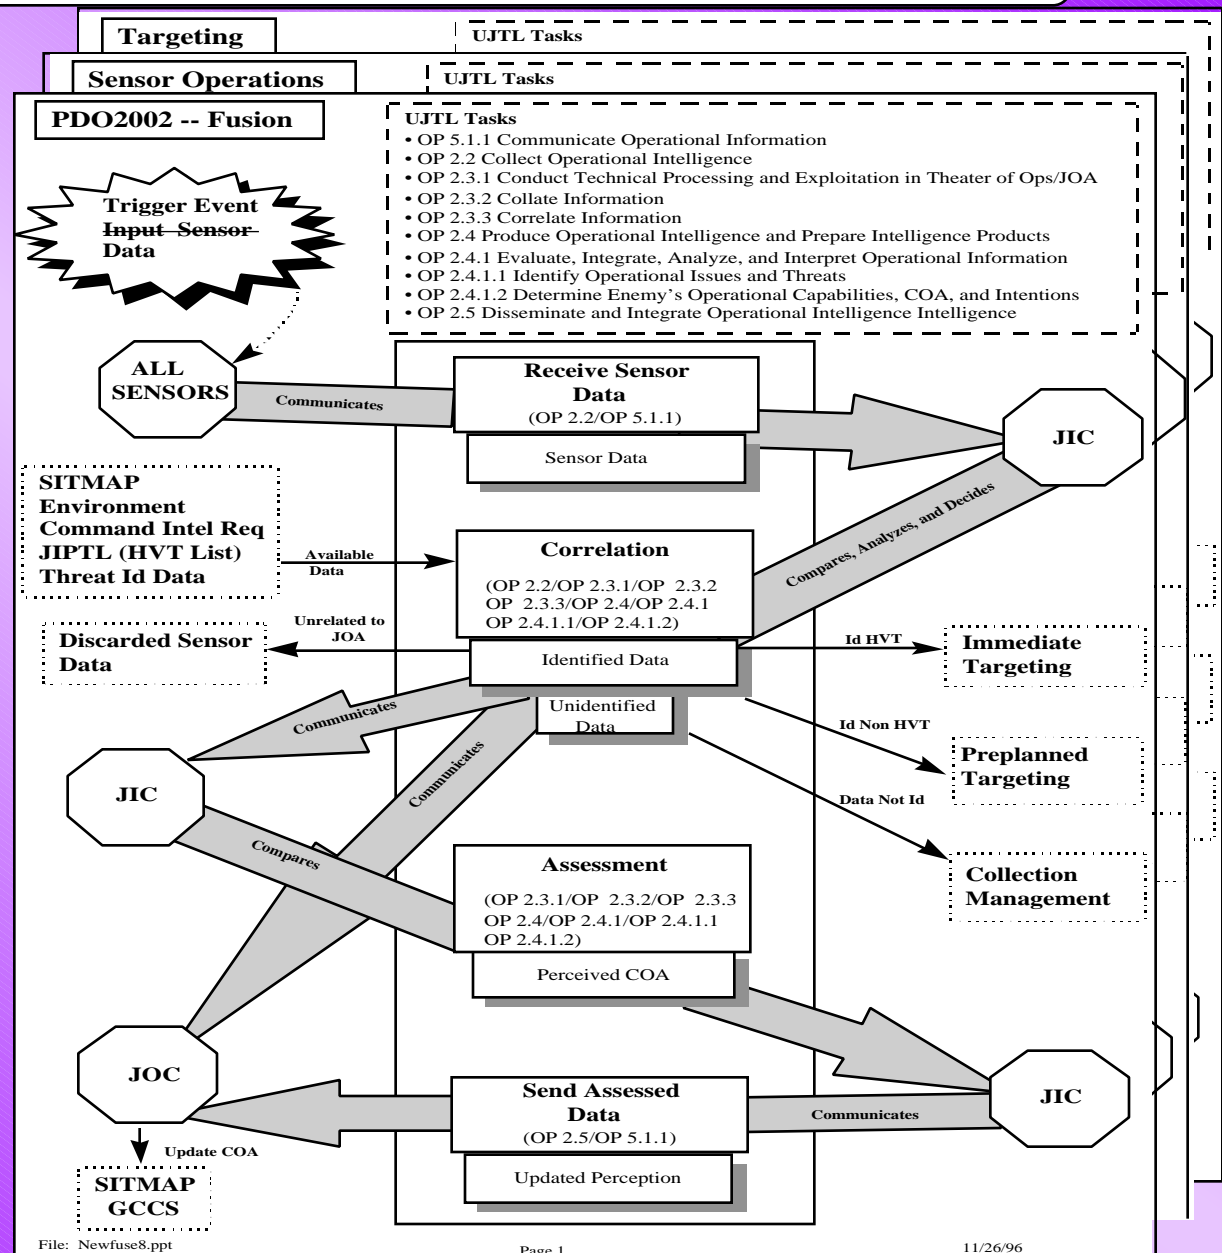 Targeting
UJTL Tasks
Sensor Operations
UJTL Tasks
PDO2002 -- Fusion
UJTL Tasks
• OP 5.1.1 Communicate Operational Information
• OP 2.2 Collect Operational Intelligence
• OP 2.3.1 Conduct Technical Processing and Exploitation in Theater of Ops/JOA
• OP 2.3.2 Collate Information
• OP 2.3.3 Correlate Information
• OP 2.4 Produce Operational Intelligence and Prepare Intelligence Products
• OP 2.4.1 Evaluate, Integrate, Analyze, and Interpret Operational Information
• OP 2.4.1.1 Identify Operational Issues and Threats
• OP 2.4.1.2 Determine Enemy's Operational Capabilities, COA, and Intentions
• OP 2.5 Disseminate and Integrate Operational Intelligence Intelligence
Trigger Event
Input Sensor
Data
ALL
SENSORS
Communicates
Receive Sensor
Data
(OP 2.2/OP 5.1.1)
Sensor Data
JIC
SITMAP
Environment
Command Intel Req
JIPTL (HVT List)
Threat Id Data
Available
Data
Correlation
(OP 2.2/OP 2.3.1/OP 2.3.2
OP 2.3.3/OP 2.4/OP 2.4.1
OP 2.4.1.1/OP 2.4.1.2)
Compares, Analyzes, and Decides
Unrelated to
JOA
Discarded Sensor
Data
Identified Data
Id HVT
Immediate
Targeting
Unidentified
Data
Communicates
Communicates
Id Non HVT
Preplanned
Targeting
JIC
Data Not Id
Compares
Assessment
(OP 2.3.1/OP 2.3.2/OP 2.3.3
OP 2.4/OP 2.4.1/OP 2.4.1.1
OP 2.4.1.2)
Collection
Management
Perceived COA
JOC
Send Assessed
Data
(OP 2.5/OP 5.1.1)
Communicates
JIC
Update COA
Updated Perception
SITMAP
GCCS
File: Newfuse8.ppt
Page 1
11/26/96